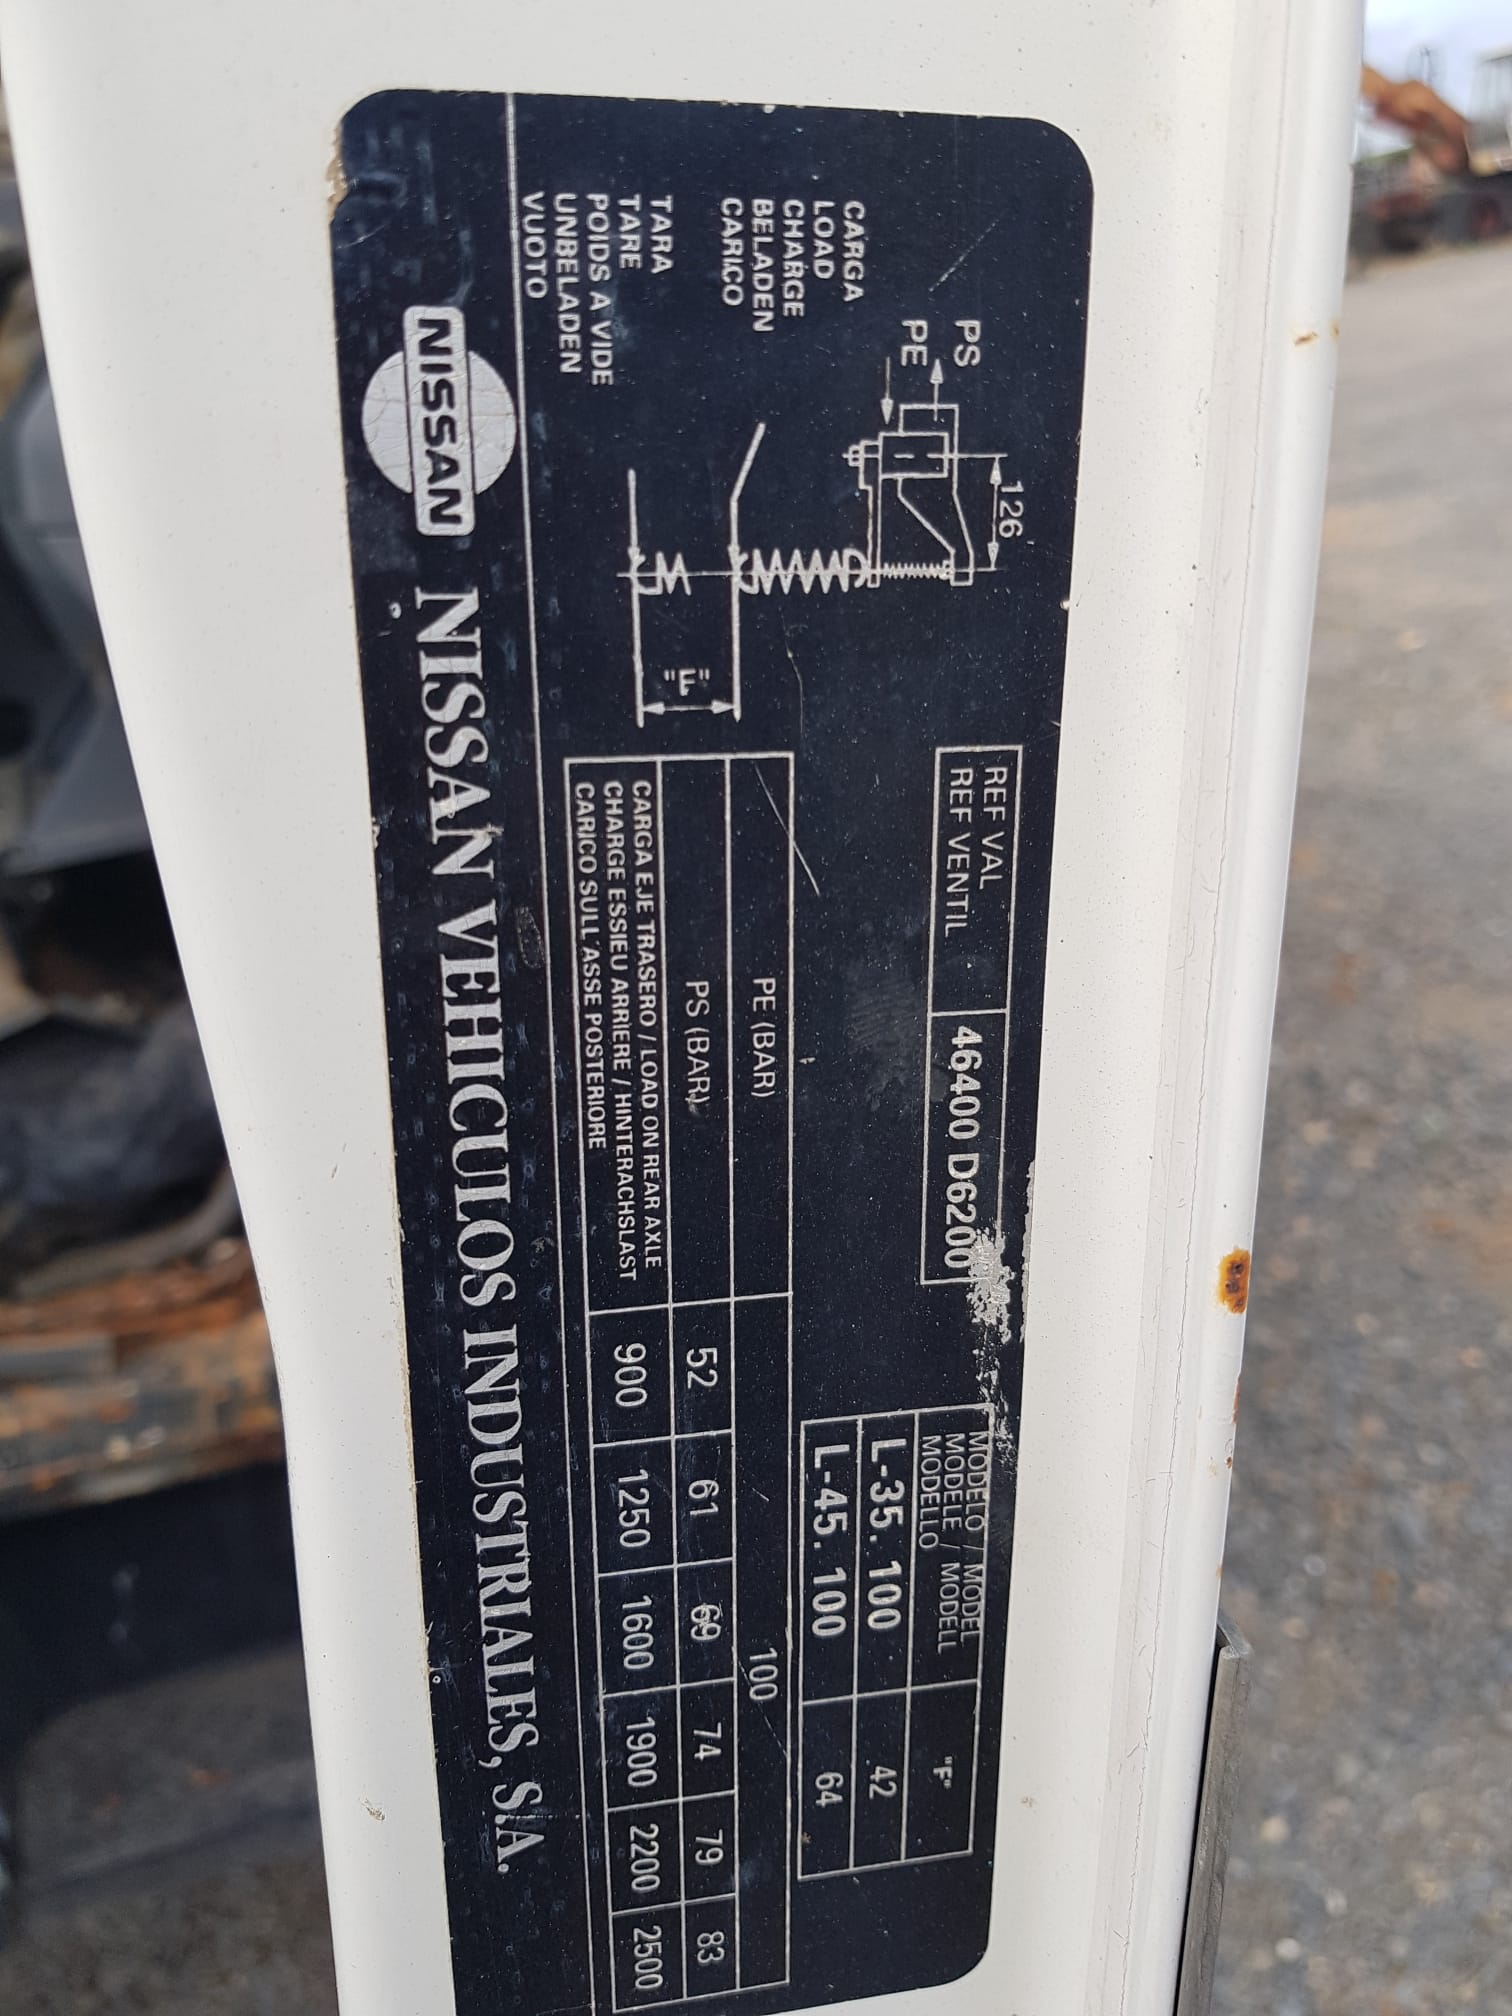 126
PS
PE
CARGA
LOAD
CHARGE
BELADEN
CARICO
TARA
TARE
POIDS A VIDE
UNBELADEN
VUOTO
"F"
REF VAL
REF VENTIL
46400 D6200
MODELO / MODEL
MODELE / MODELL
MODELLO
"F"
L-35. 100 42
L-45. 100 64
PE (BAR) 100
PS (BAR) 52 61 69 74 79 83
CARGA EJE TRASERO / LOAD ON REAR AXLE
CHARGE ESSIEU ARRIERE / HINTERACHSLAST
CARICO SULL'ASSE POSTERIORE
900 1250 1600 1900 2200 2500
NISSAN
NISSAN VEHICULOS INDUSTRIALES, S.A.